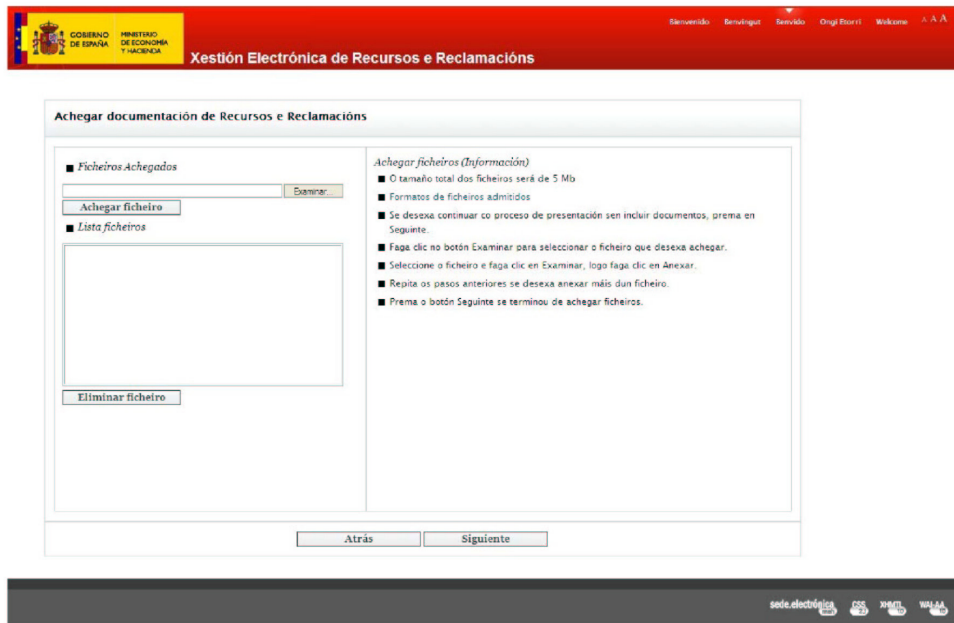 GOBIERNO
DE ESPAÑA
MINISTERIO
DE ECONOMÍA
Y HACIENDA
Xestión Electrónica de Recursos e Reclamacións
Bienvenido Benvingut Benvido Ongi Etorri Welcome A A A
Achegar documentación de Recursos e Reclamacións
Ficheiros Achegados
Examinar...
Achegar ficheiro
Lista ficheiros
Eliminar ficheiro
Achegar ficheiros (Información)
O tamaño total dos ficheiros será de 5 Mb
Formatos de ficheiros admitidos
Se desexa continuar co proceso de presentación sen incluir documentos, prema en
Seguinte.
Faga clic no botón Examinar para seleccionar o ficheiro que desexa achegar.
Seleccione o ficheiro e faga clic en Examinar, logo faga clic en Anexar.
Repita os pasos anteriores se desexa anexar máis dun ficheiro.
Prema o botón Seguinte se terminou de achegar ficheiros.
Atrás Siguiente
sede.electrónica CSS XHMTL WAI-AA